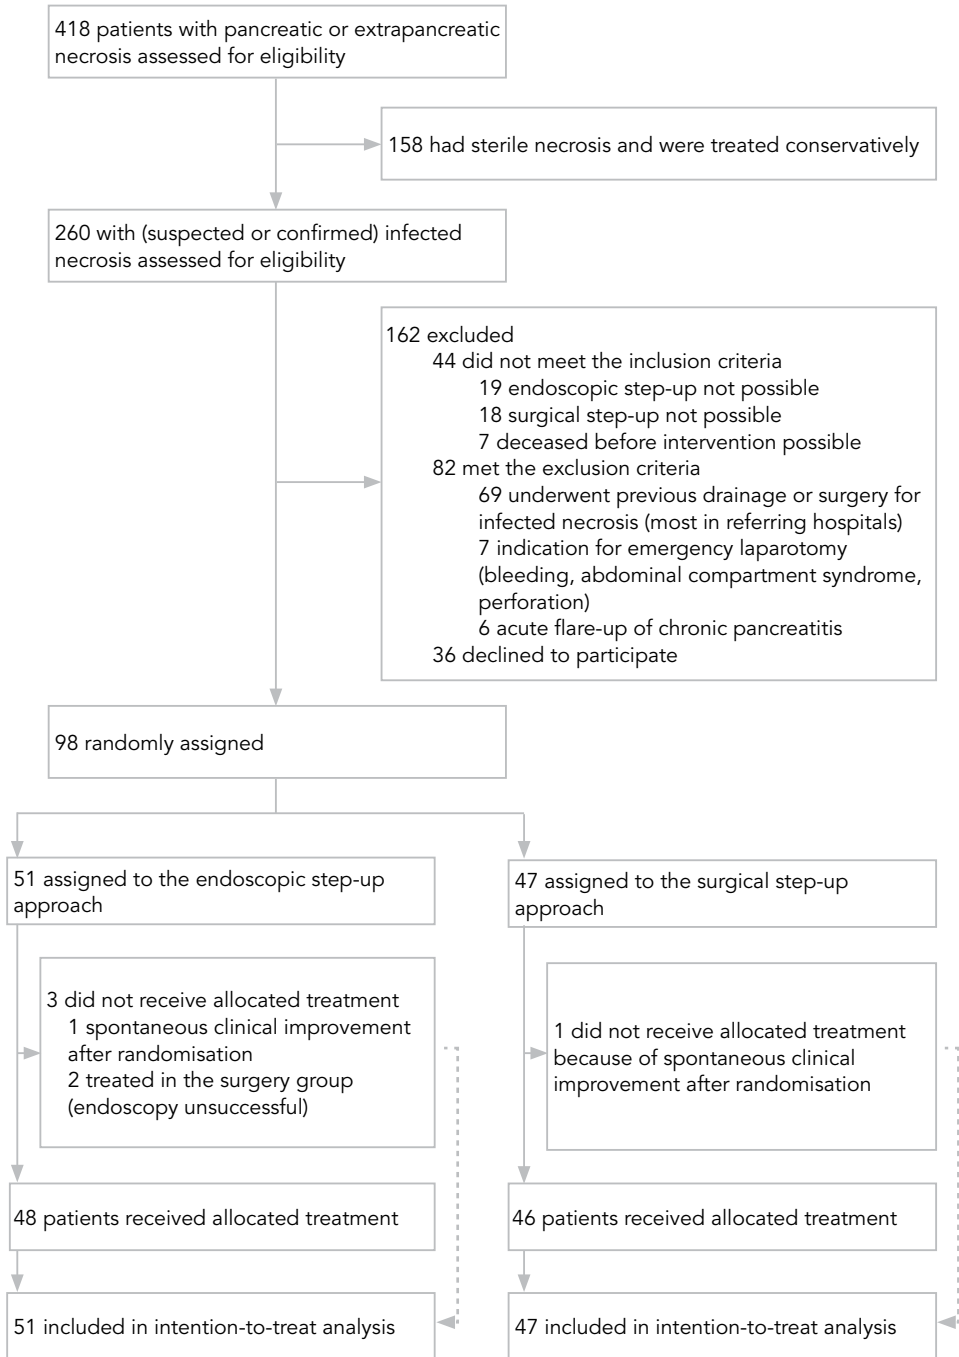 418 patients with pancreatic or extrapancreatic
necrosis assessed for eligibility
158 had sterile necrosis and were treated conservatively
260 with (suspected or confirmed) infected
necrosis assessed for eligibility
162 excluded
44 did not meet the inclusion criteria
19 endoscopic step-up not possible
18 surgical step-up not possible
7 deceased before intervention possible
82 met the exclusion criteria
69 underwent previous drainage or surgery for
infected necrosis (most in referring hospitals)
7 indication for emergency laparotomy
(bleeding, abdominal compartment syndrome,
perforation)
6 acute flare-up of chronic pancreatitis
36 declined to participate
98 randomly assigned
51 assigned to the endoscopic step-up
approach
47 assigned to the surgical step-up
approach
3 did not receive allocated treatment
1 spontaneous clinical improvement
after randomisation
2 treated in the surgery group
(endoscopy unsuccessful)
1 did not receive allocated treatment
because of spontaneous clinical
improvement after randomisation
48 patients received allocated treatment
46 patients received allocated treatment
51 included in intention-to-treat analysis
47 included in intention-to-treat analysis